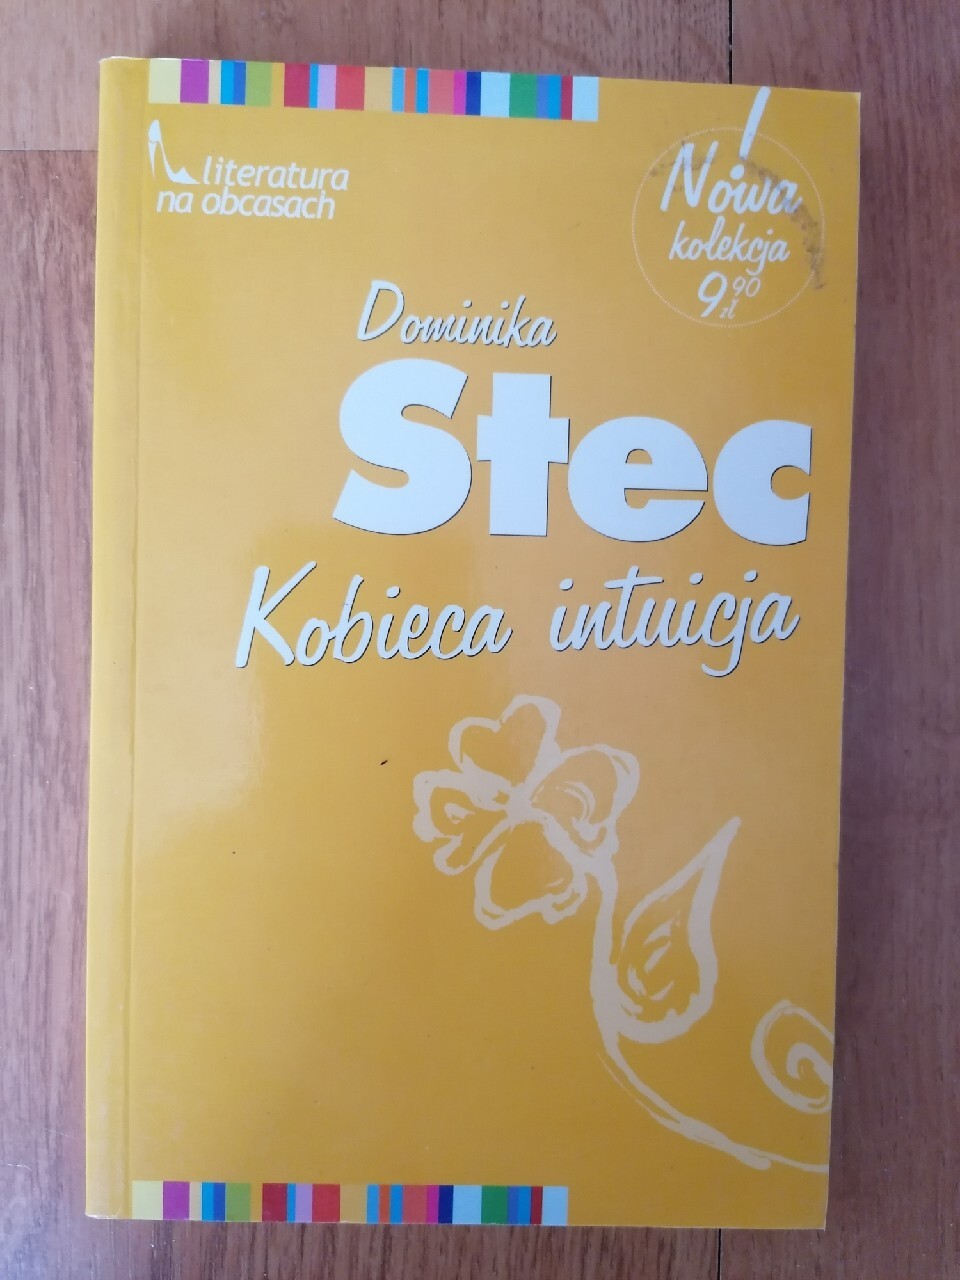 literatura
na obcasach
Nowa!
kolekcja
9,90
zł
Dominika
Stec
Kobieca intuicja